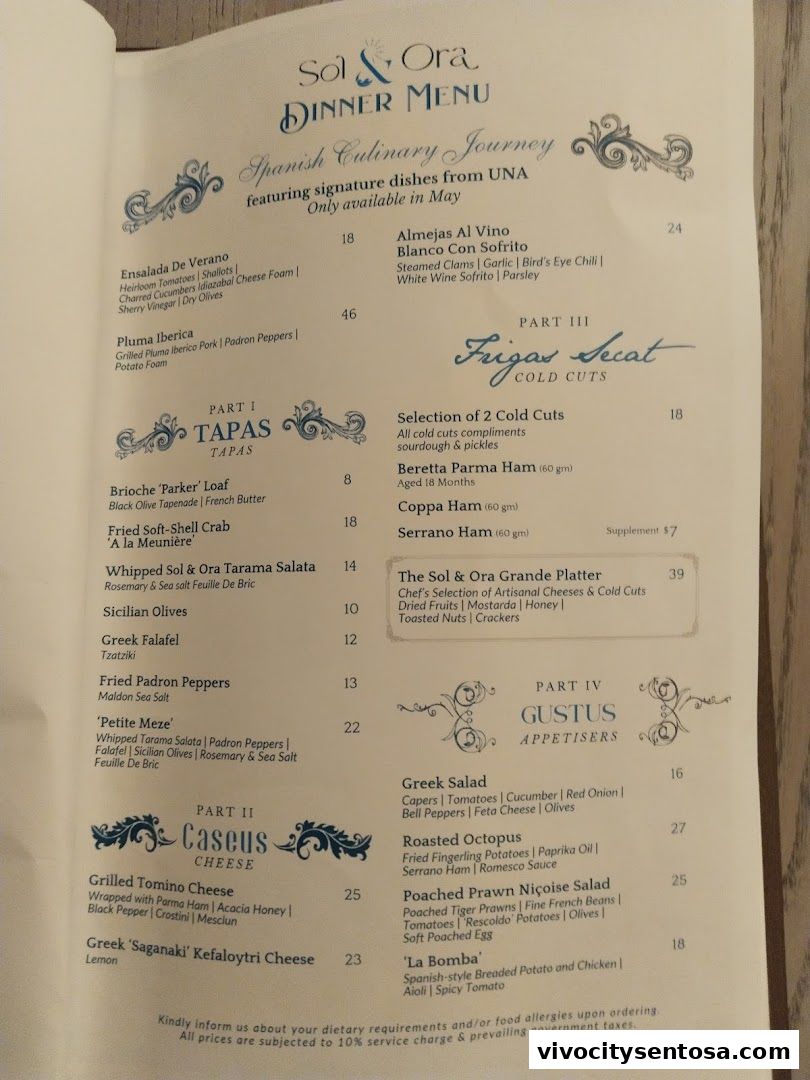 Sol & Ora
DINNER MENU
Spanish Culinary Journey
featuring signature dishes from UNA
Only available in May
Ensalada De Verano 18
Heirloom Tomatoes | Shallots |
Charred Cucumbers Idiazabal Cheese Foam |
Sherry Vinegar | Dry Olives
Pluma Iberica 46
Grilled Pluma Iberico Pork | Padron Peppers |
Potato Foam
PART I
TAPAS
TAPAS
Brioche ‘Parker’ Loaf 8
Black Olive Tapenade | French Butter
Fried Soft-Shell Crab 18
‘A la Meunière’
Whipped Sol & Ora Tarama Salata 14
Rosemary & Sea salt Feuille De Bric
Sicilian Olives 10
Greek Falafel 12
Tzatziki
Fried Padron Peppers 13
Maldon Sea Salt
‘Petite Meze’ 22
Whipped Tarama Salata | Padron Peppers |
Falafel | Sicilian Olives | Rosemary & Sea Salt
Feuille De Bric
PART II
Caseus
CHEESE
Grilled Tomino Cheese 25
Wrapped with Parma Ham | Acacia Honey |
Black Pepper | Crostini | Mesclun
Greek ‘Saganaki’ Kefaloytri Cheese 23
Lemon
Almejas Al Vino 24
Blanco Con Sofrito
Steamed Clams | Garlic | Bird's Eye Chili |
White Wine Sofrito | Parsley
PART III
Frigas Secat
COLD CUTS
Selection of 2 Cold Cuts 18
All cold cuts compliments
sourdough & pickles
Beretta Parma Ham (60 gm)
Aged 18 Months
Coppa Ham (60 gm)
Serrano Ham (60 gm) Supplement $7
The Sol & Ora Grande Platter 39
Chef's Selection of Artisanal Cheeses & Cold Cuts
Dried Fruits | Mostarda | Honey |
Toasted Nuts | Crackers
PART IV
GUSTUS
APPETISERS
Greek Salad 16
Capers | Tomatoes | Cucumber | Red Onion |
Bell Peppers | Feta Cheese | Olives
Roasted Octopus 27
Fried Fingerling Potatoes | Paprika Oil |
Serrano Ham | Romesco Sauce
Poached Prawn Niçoise Salad 25
Poached Tiger Prawns | Fine French Beans |
Tomatoes | ‘Rescoldo’ Potatoes | Olives |
Soft Poached Egg
‘La Bomba’ 18
Spanish-style Breaded Potato and Chicken |
Aioli | Spicy Tomato
Kindly inform us about your dietary requirements and/or food allergies upon ordering.
All prices are subjected to 10% service charge & prevailing government taxes.
vivocitysentosa.com